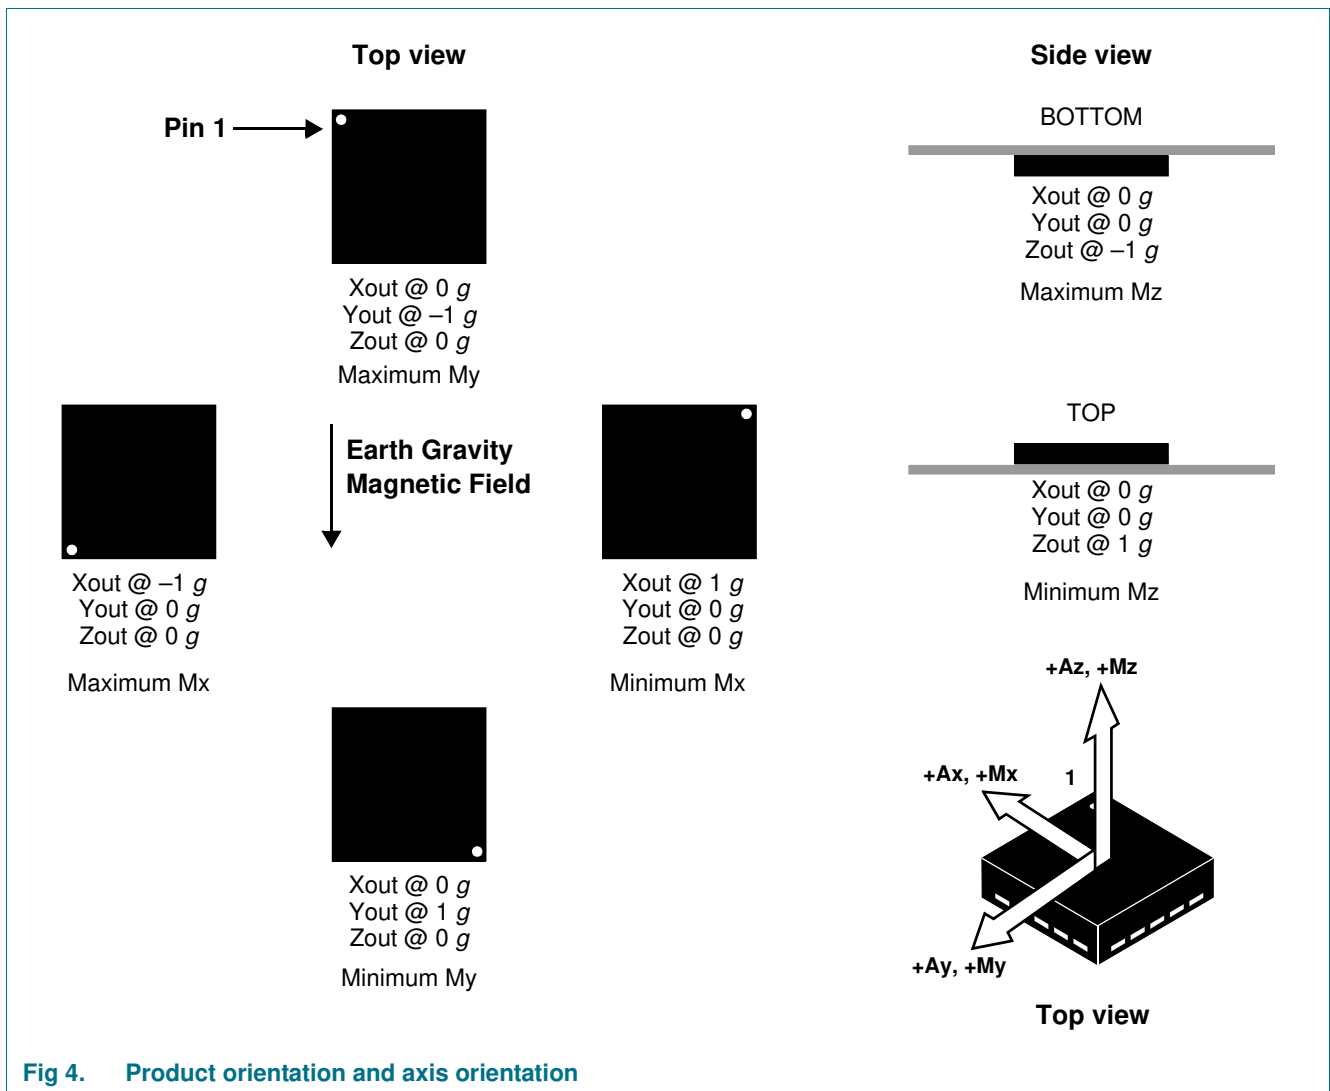 Top view
Pin 1
Xout @ 0 g
Yout @ –1 g
Zout @ 0 g
Maximum My
Earth Gravity
Magnetic Field
Xout @ –1 g
Yout @ 0 g
Zout @ 0 g
Maximum Mx
Xout @ 1 g
Yout @ 0 g
Zout @ 0 g
Minimum Mx
Xout @ 0 g
Yout @ 1 g
Zout @ 0 g
Minimum My
Side view
BOTTOM
Xout @ 0 g
Yout @ 0 g
Zout @ –1 g
Maximum Mz
TOP
Xout @ 0 g
Yout @ 0 g
Zout @ 1 g
Minimum Mz
+Az, +Mz
+Ax, +Mx
1
+Ay, +My
Top view
Fig 4. Product orientation and axis orientation